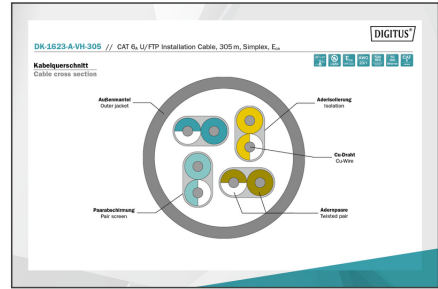 DIGITUS®
DK-1623-A-VH-305 // CAT 6A U/FTP Installation Cable, 305 m, Simplex, Eca
Kabelquerschnitt
Cable cross section
Außenmantel
Outer jacket
Aderisolierung
Isolation
Cu-Draht
Cu-Wire
Paarabschirmung
Pair screen
Adernpaare
Twisted pair